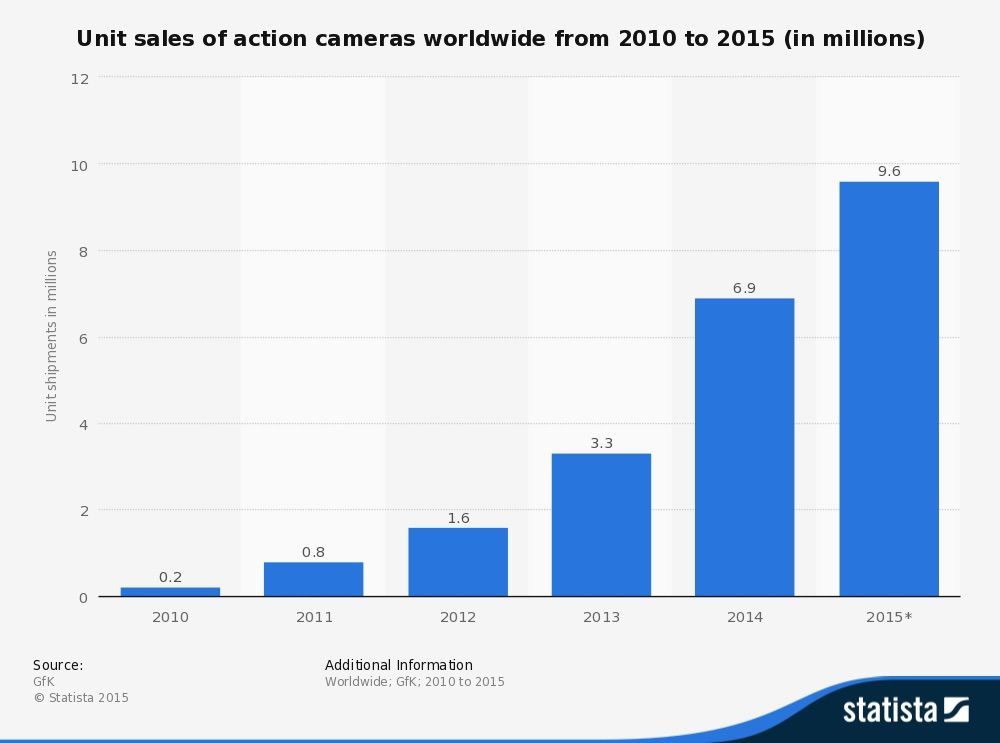 Unit sales of action cameras worldwide from 2010 to 2015 (in millions)
Unit shipments in millions
12
10
8
6
4
2
0
0.2
0.8
1.6
3.3
6.9
9.6
2010
2011
2012
2013
2014
2015*
Source:
GfK
© Statista 2015
Additional Information
Worldwide; GfK; 2010 to 2015
statista